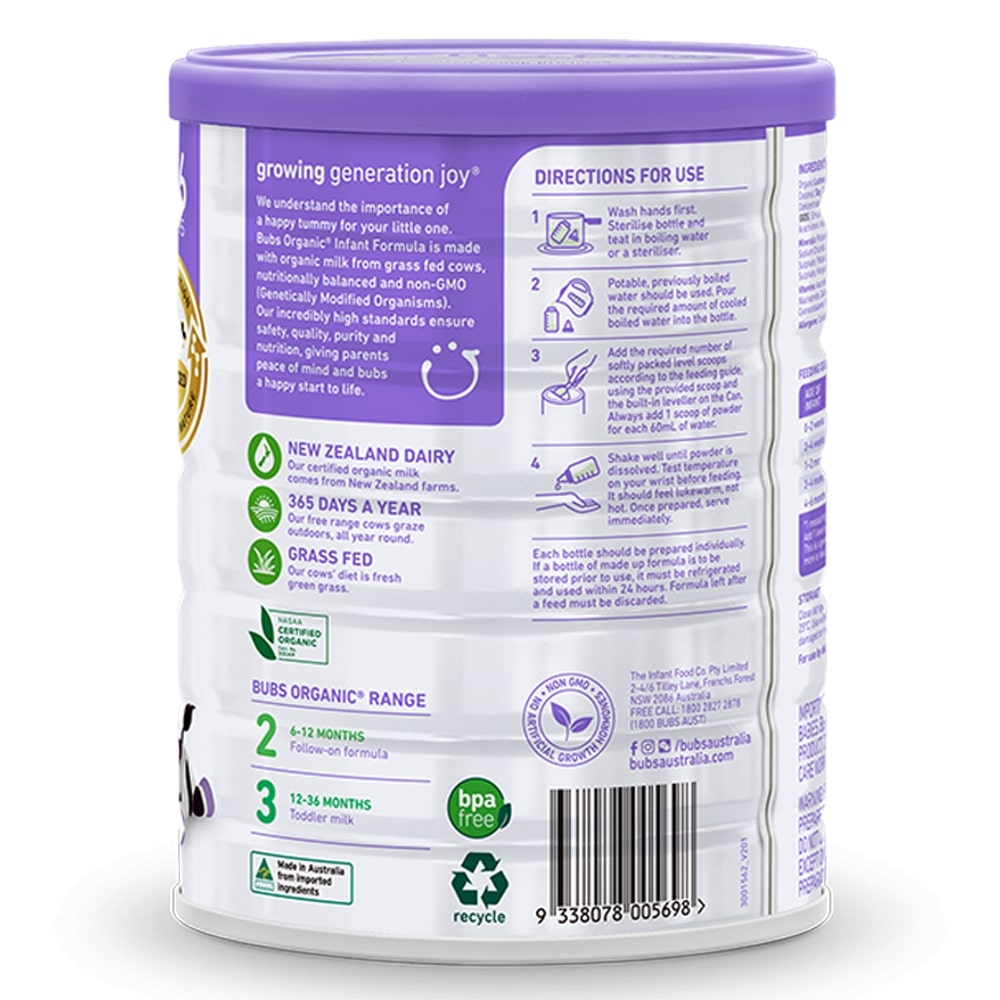 growing generation joy®
We understand the importance of
a happy tummy for your little one.
Bubs Organic® Infant Formula is made
with organic milk from grass fed cows,
nutritionally balanced and non-GMO
(Genetically Modified Organisms).
Our incredibly high standards ensure
safety, quality, purity and
nutrition, giving parents
peace of mind and bubs
a happy start to life.
NEW ZEALAND DAIRY
Our certified organic milk
comes from New Zealand farms.
365 DAYS A YEAR
Our free range cows graze
outdoors, all year round.
GRASS FED
Our cows' diet is fresh
green grass.
NASAA
CERTIFIED
ORGANIC
BUBS ORGANIC® RANGE
2
6-12 MONTHS
Follow-on formula
3
12-36 MONTHS
Toddler milk
Made in Australia
from imported
ingredients
bpa
free
recycle
DIRECTIONS FOR USE
1
Wash hands first.
Sterilise bottle and
teat in boiling water
or a steriliser.
2
Potable, previously boiled
water should be used. Pour
the required amount of cooled
boiled water into the bottle.
3
Add the required number of
softly packed level scoops
according to the feeding guide,
using the provided scoop and
the built-in leveller on the Can.
Always add 1 scoop of powder
for each 60mL of water.
4
Shake well until powder is
dissolved. Test temperature
on your wrist before feeding.
It should feel lukewarm, not
hot. Once prepared, serve
immediately.
Each bottle should be prepared individually.
If a bottle of made up formula is to be
stored prior to use, it must be refrigerated
and used within 24 hours. Formula left after
a feed must be discarded.
• NON GMO •
NO ARTIFICIAL GROWTH HORMONES
The Infant Food Co. Pty Limited
2-4/6 Tilley Lane, Frenchs Forest
NSW 2086 Australia
FREE CALL: 1800 2827 2878
(1800 BUBS AUST)
/bubsaustralia
bubsaustralia.com
9 338078 005698 >
3001562_V201